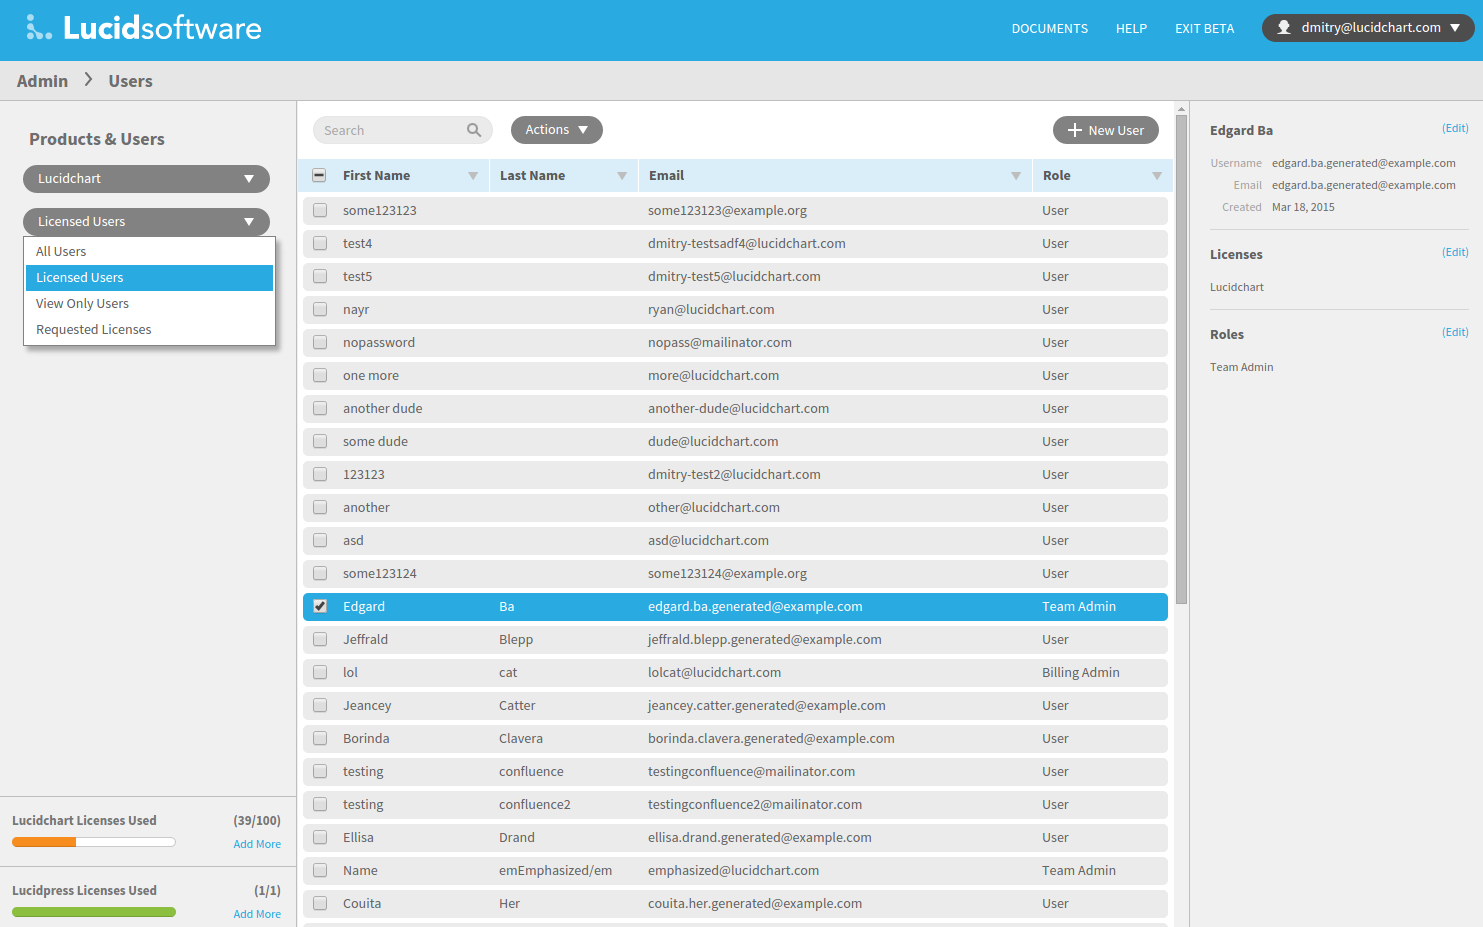 Lucidsoftware
DOCUMENTS HELP EXIT BETA dmitry@lucidchart.com
Admin Users
Products & Users
Lucidchart
Licensed Users
All Users
Licensed Users
View Only Users
Requested Licenses
Lucidchart Licenses Used (39/100)
Add More
Lucidpress Licenses Used (1/1)
Add More
Search Actions New User
First Name Last Name Email Role
some123123 some123123@example.org User
test4 dmitry-testsadf4@lucidchart.com User
test5 dmitry-test5@lucidchart.com User
nayr ryan@lucidchart.com User
nopassword nopass@mailinator.com User
one more more@lucidchart.com User
another dude another-dude@lucidchart.com User
some dude dude@lucidchart.com User
123123 dmitry-test2@lucidchart.com User
another other@lucidchart.com User
asd asd@lucidchart.com User
some123124 some123124@example.org User
Edgard Ba edgard.ba.generated@example.com Team Admin
Jeffrald Blepp jeffrald.blepp.generated@example.com User
lol cat lolcat@lucidchart.com Billing Admin
Jeancey Catter jeancey.catter.generated@example.com User
Borinda Clavera borinda.clavera.generated@example.com User
testing confluence testingconfluence@mailinator.com User
testing confluence2 testingconfluence2@mailinator.com User
Ellisa Drand ellisa.drand.generated@example.com User
Name emEmphasized/em emphasized@lucidchart.com Team Admin
Couita Her couita.her.generated@example.com User
Edgard Ba (Edit)
Username edgard.ba.generated@example.com
Email edgard.ba.generated@example.com
Created Mar 18, 2015
Licenses (Edit)
Lucidchart
Roles (Edit)
Team Admin